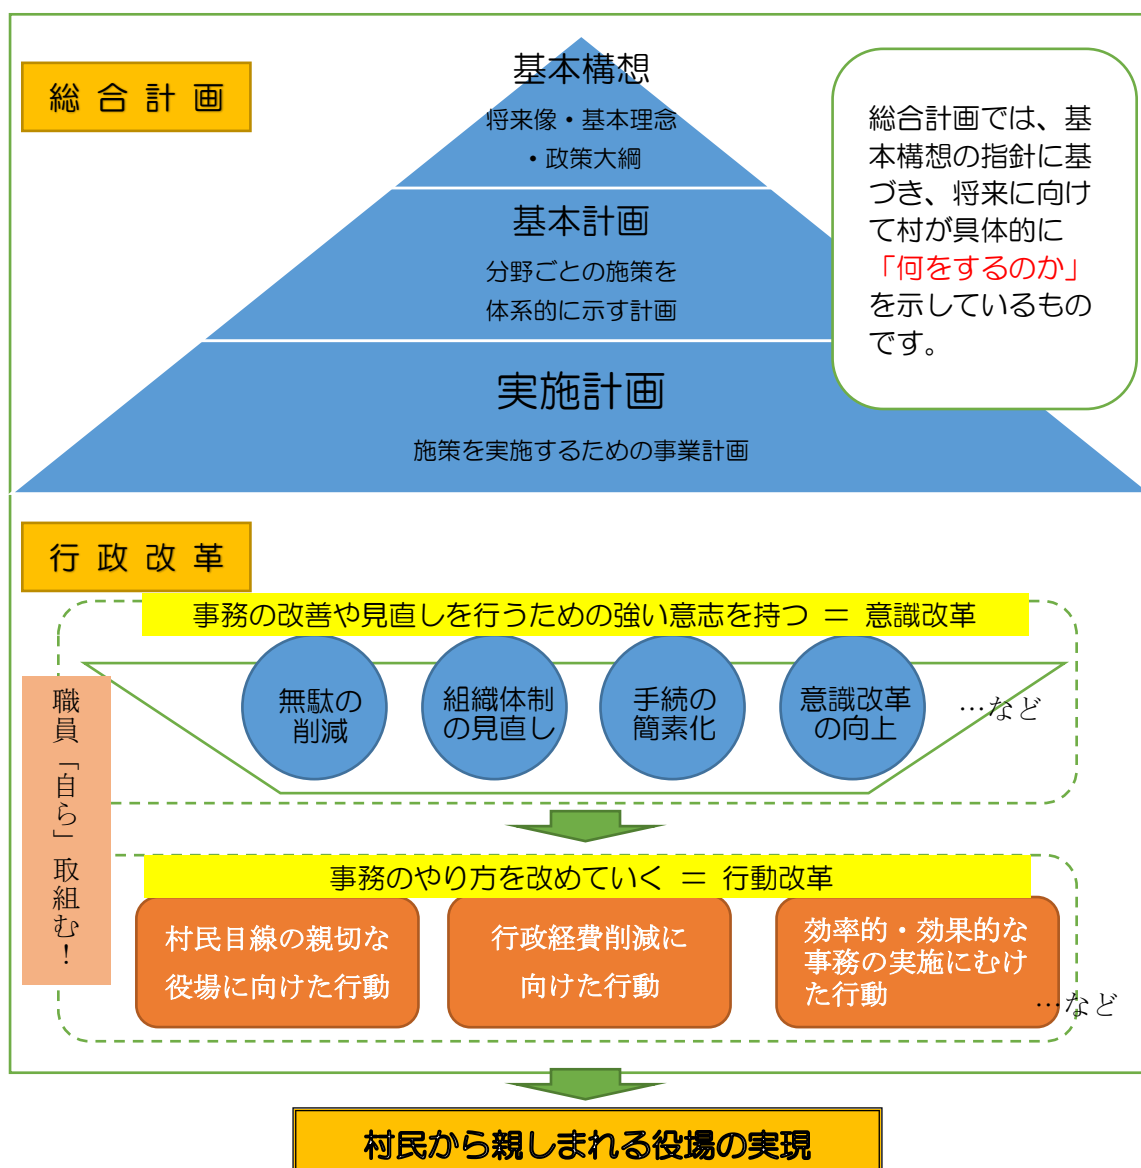 総合計画
基本構想
将来像・基本理念
・政策大綱
基本計画
分野ごとの施策を
体系的に示す計画
実施計画
施策を実施するための事業計画
総合計画では、基
本構想の指針に基
づき、将来に向け
て村が具体的に
「何をするのか」
を示しているもの
です。
行政改革
事務の改善や見直しを行うための強い意志を持つ ＝ 意識改革
無駄の
削減
組織体制
の見直し
手続の
簡素化
意識改革
の向上
…など
職員「自ら」取組む！
事務のやり方を改めていく ＝ 行動改革
村民目線の親切な
役場に向けた行動
行政経費削減に
向けた行動
効率的・効果的な
事務の実施にむけ
た行動
…など
村民から親しまれる役場の実現